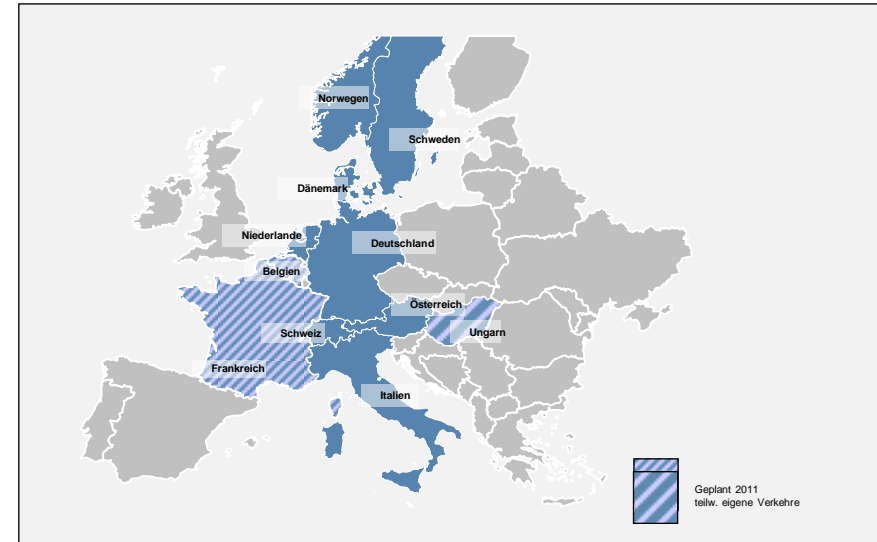 Norwegen
Schweden
Dänemark
Niederlande
Deutschland
Belgien
Österreich
Schweiz
Ungarn
Frankreich
Italien
Geplant 2011
teilw. eigene Verkehre